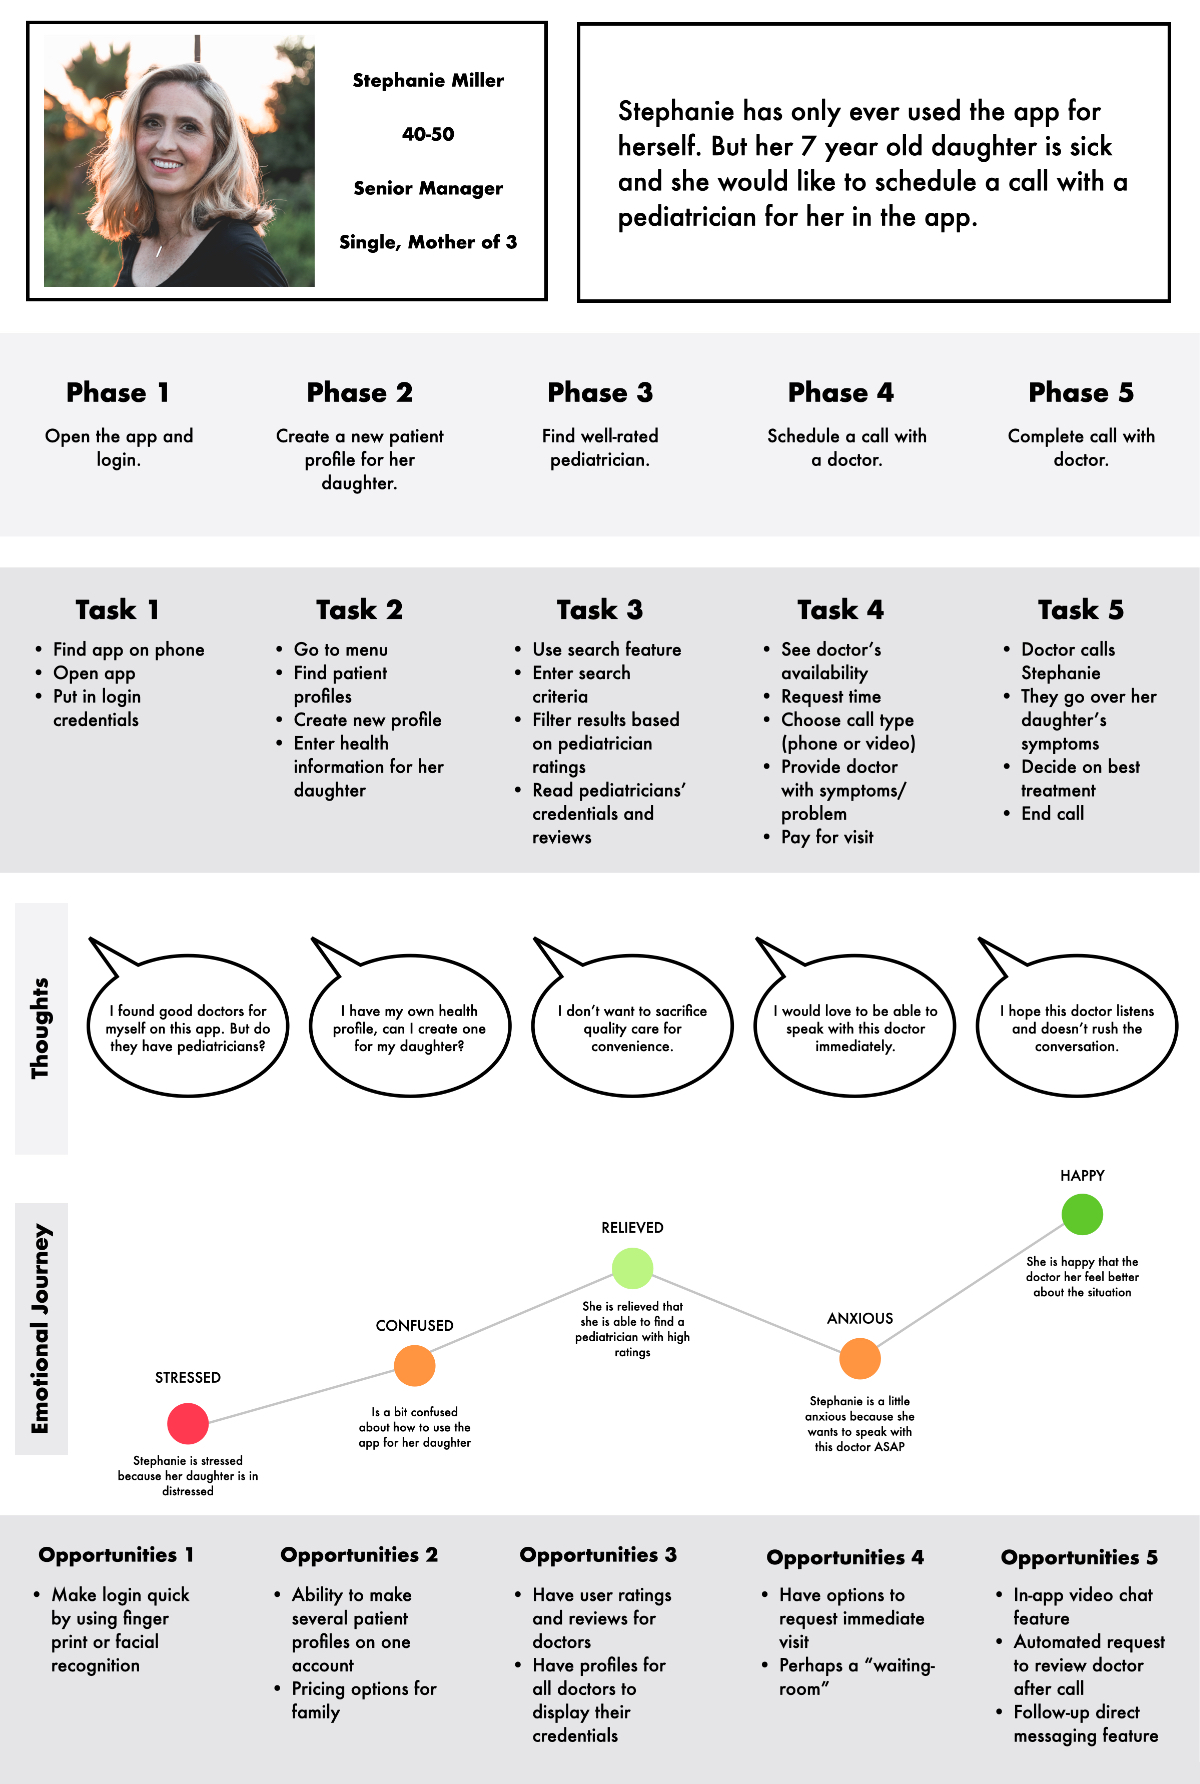 Stephanie Miller
40-50
Senior Manager
Single, Mother of 3
Stephanie has only ever used the app for
herself. But her 7 year old daughter is sick
and she would like to schedule a call with a
pediatrician for her in the app.
Phase 1
Open the app and
login.
Phase 2
Create a new patient
profile for her
daughter.
Phase 3
Find well-rated
pediatrician.
Phase 4
Schedule a call with
a doctor.
Phase 5
Complete call with
doctor.
Task 1
• Find app on phone
• Open app
• Put in login
credentials
Task 2
• Go to menu
• Find patient
profiles
• Create new profile
• Enter health
information for her
daughter
Task 3
• Use search feature
• Enter search
criteria
• Filter results based
on pediatrician
ratings
• Read pediatricians’
credentials and
reviews
Task 4
• See doctor’s
availability
• Request time
• Choose call type
(phone or video)
• Provide doctor
with symptoms/
problem
• Pay for visit
Task 5
• Doctor calls
Stephanie
• They go over her
daughter’s
symptoms
• Decide on best
treatment
• End call
Thoughts
I found good doctors for
myself on this app. But do
they have pediatricians?
I have my own health
profile, can I create one
for my daughter?
I don’t want to sacrifice
quality care for
convenience.
I would love to be able to
speak with this doctor
immediately.
I hope this doctor listens
and doesn’t rush the
conversation.
Emotional Journey
STRESSED
Stephanie is stressed
because her daughter is in
distressed
CONFUSED
Is a bit confused
about how to use the
app for her daughter
RELIEVED
She is relieved that
she is able to find a
pediatrician with high
ratings
ANXIOUS
Stephanie is a little
anxious because she
wants to speak with
this doctor ASAP
HAPPY
She is happy that the
doctor her feel better
about the situation
Opportunities 1
• Make login quick
by using finger
print or facial
recognition
Opportunities 2
• Ability to make
several patient
profiles on one
account
• Pricing options for
family
Opportunities 3
• Have user ratings
and reviews for
doctors
• Have profiles for
all doctors to
display their
credentials
Opportunities 4
• Have options to
request immediate
visit
• Perhaps a “waiting-
room”
Opportunities 5
• In-app video chat
feature
• Automated request
to review doctor
after call
• Follow-up direct
messaging feature